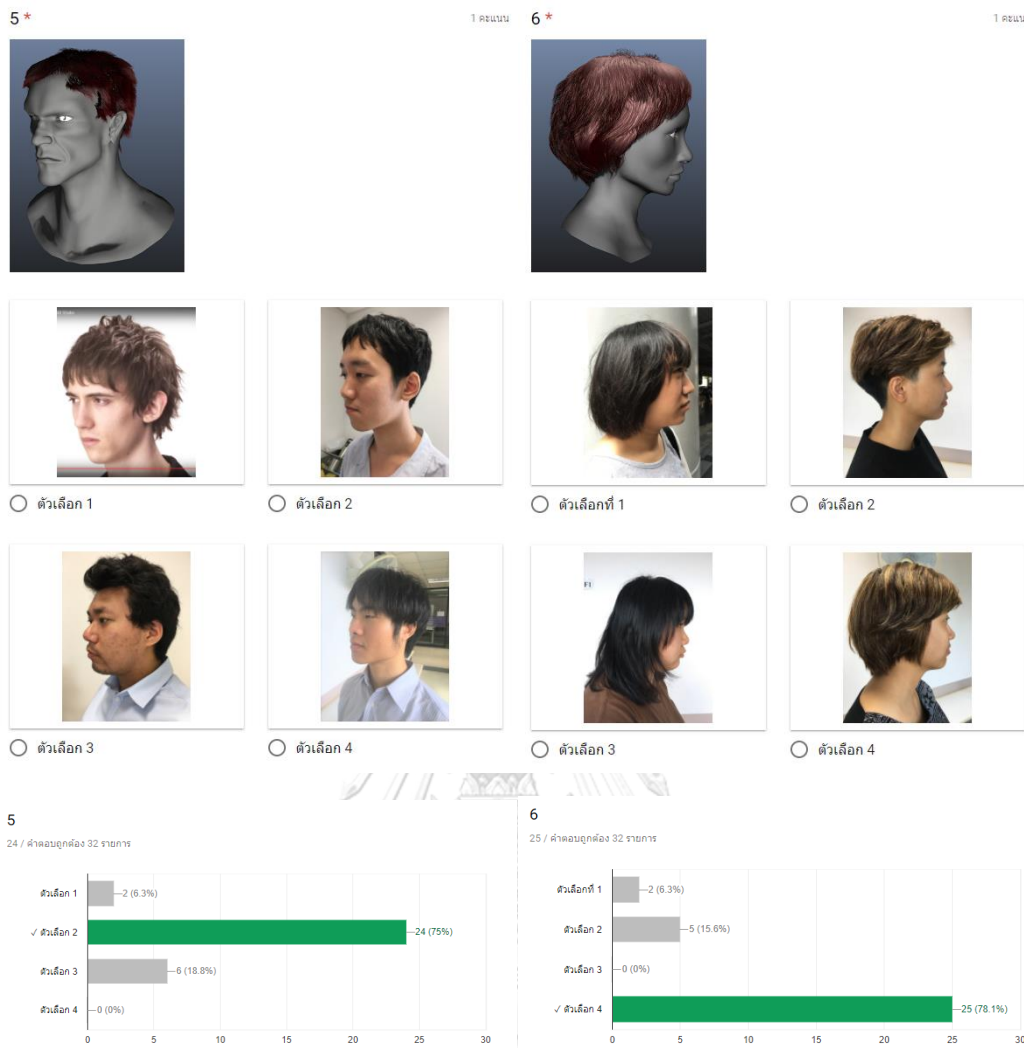 5 *
1 คะแนน
6 *
1 คะแนน
ตัวเลือก 1
ตัวเลือก 2
ตัวเลือกที่ 1
ตัวเลือก 2
F1
ตัวเลือก 3
ตัวเลือก 4
ตัวเลือก 3
ตัวเลือก 4
5
24 / คำตอบถูกต้อง 32 รายการ
ตัวเลือก 1
2 (6.3%)
✓ ตัวเลือก 2
24 (75%)
ตัวเลือก 3
6 (18.8%)
ตัวเลือก 4
0 (0%)
0 5 10 15 20 25 30
6
25 / คำตอบถูกต้อง 32 รายการ
ตัวเลือกที่ 1
2 (6.3%)
ตัวเลือก 2
5 (15.6%)
ตัวเลือก 3
0 (0%)
✓ ตัวเลือก 4
25 (78.1%)
0 5 10 15 20 25 30